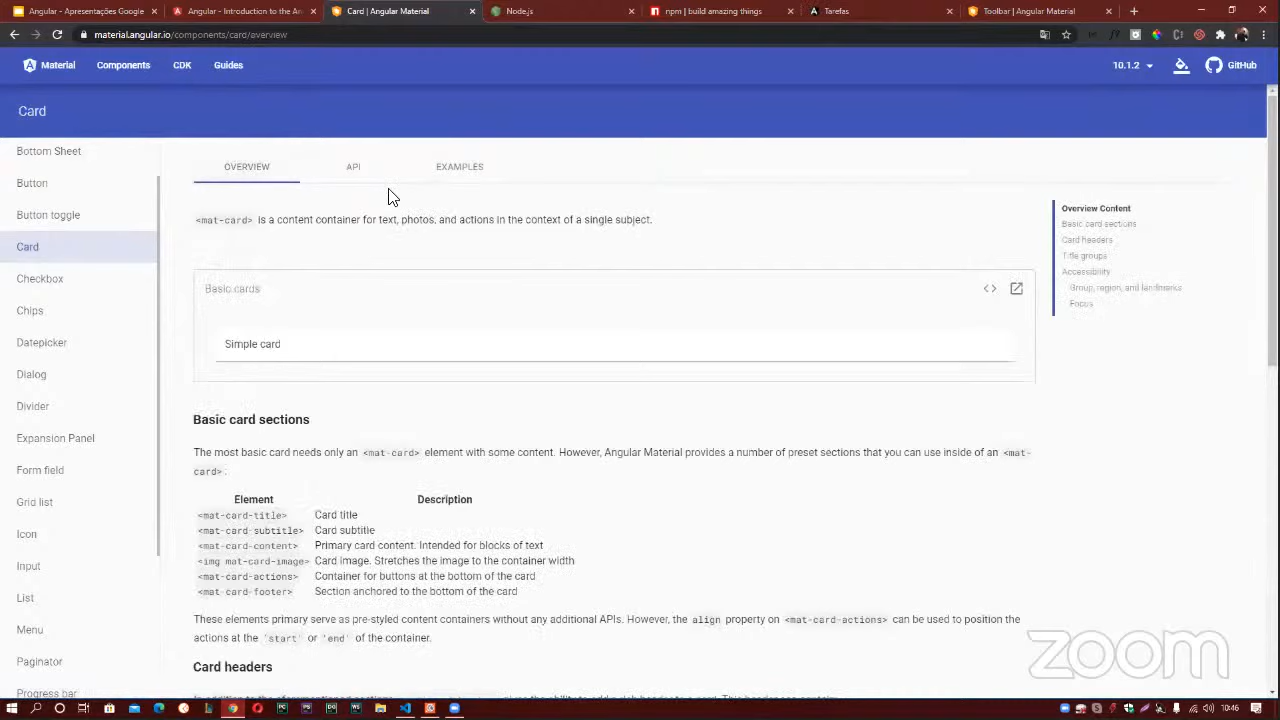 Angular - Apresentações Google
Angular - Introduction to the An
Card | Angular Material
Node.js
npm | build amazing things
Tarefas
Toolbar | Angular Material
material.angular.io/components/card/overview
Material
Components
CDK
Guides
10.1.2
GitHub
Card
Bottom Sheet
Button
Button toggle
Card
Checkbox
Chips
Datepicker
Dialog
Divider
Expansion Panel
Form field
Grid list
Icon
Input
List
Menu
Paginator
Progress bar
OVERVIEW
API
EXAMPLES
<mat-card> is a content container for text, photos, and actions in the context of a single subject.
Basic cards
Simple card
Basic card sections
The most basic card needs only an <mat-card> element with some content. However, Angular Material provides a number of preset sections that you can use inside of an <mat-
card>:
Element Description
<mat-card-title> Card title
<mat-card-subtitle> Card subtitle
<mat-card-content> Primary card content. Intended for blocks of text
<img mat-card-image> Card image. Stretches the image to the container width
<mat-card-actions> Container for buttons at the bottom of the card
<mat-card-footer> Section anchored to the bottom of the card
These elements primary serve as pre-styled content containers without any additional APIs. However, the align property on <mat-card-actions> can be used to position the
actions at the 'start' or 'end' of the container.
Card headers
Overview Content
Basic card sections
Card headers
Title groups
Accessibility
Group, region, and landmarks
Focus
zoom
10:46